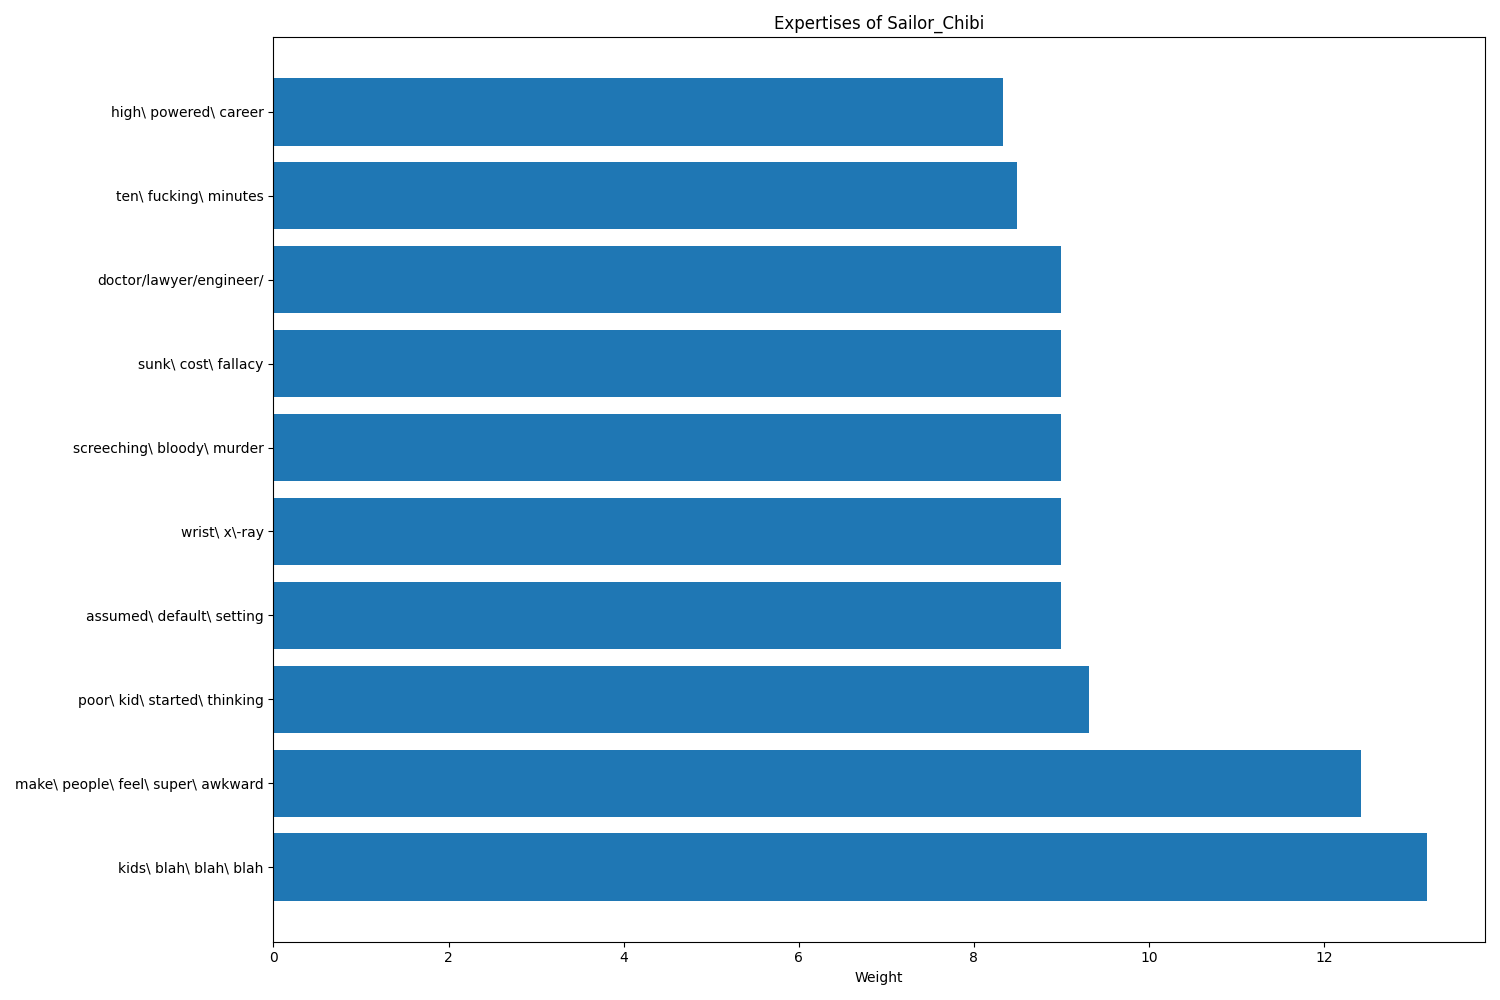 Expertises of Sailor_Chibi
high\ powered\ career
ten\ fucking\ minutes
doctor/lawyer/engineer/
sunk\ cost\ fallacy
screeching\ bloody\ murder
wrist\ x\-ray
assumed\ default\ setting
poor\ kid\ started\ thinking
make\ people\ feel\ super\ awkward
kids\ blah\ blah\ blah
0 2 4 6 8 10 12
Weight